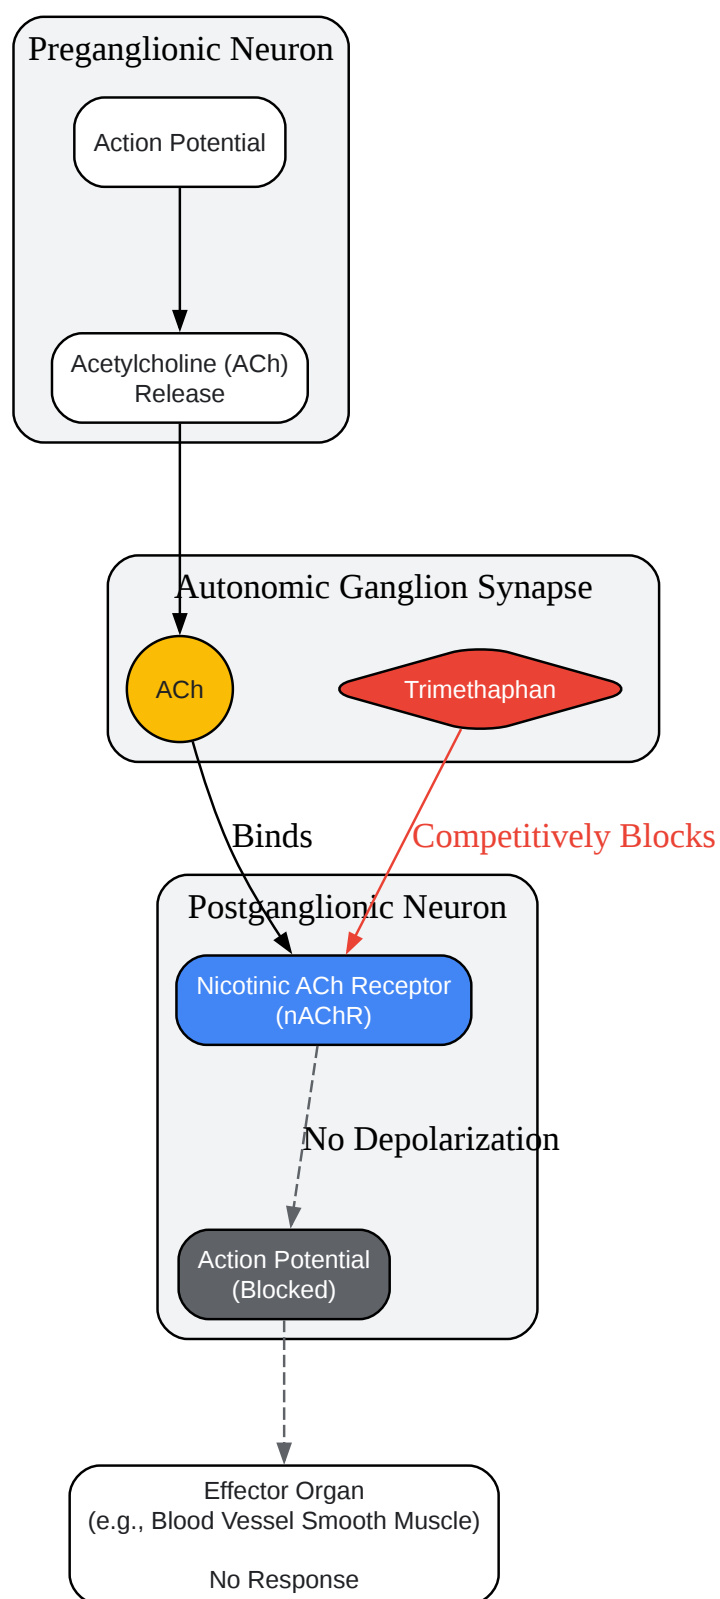 Preganglionic Neuron
Action Potential
Acetylcholine (ACh)
Release
Autonomic Ganglion Synapse
ACh
Trimethaphan
Binds
Competitively Blocks
Postganglionic Neuron
Nicotinic ACh Receptor
(nAChR)
No Depolarization
Action Potential
(Blocked)
Effector Organ
(e.g., Blood Vessel Smooth Muscle)
No Response